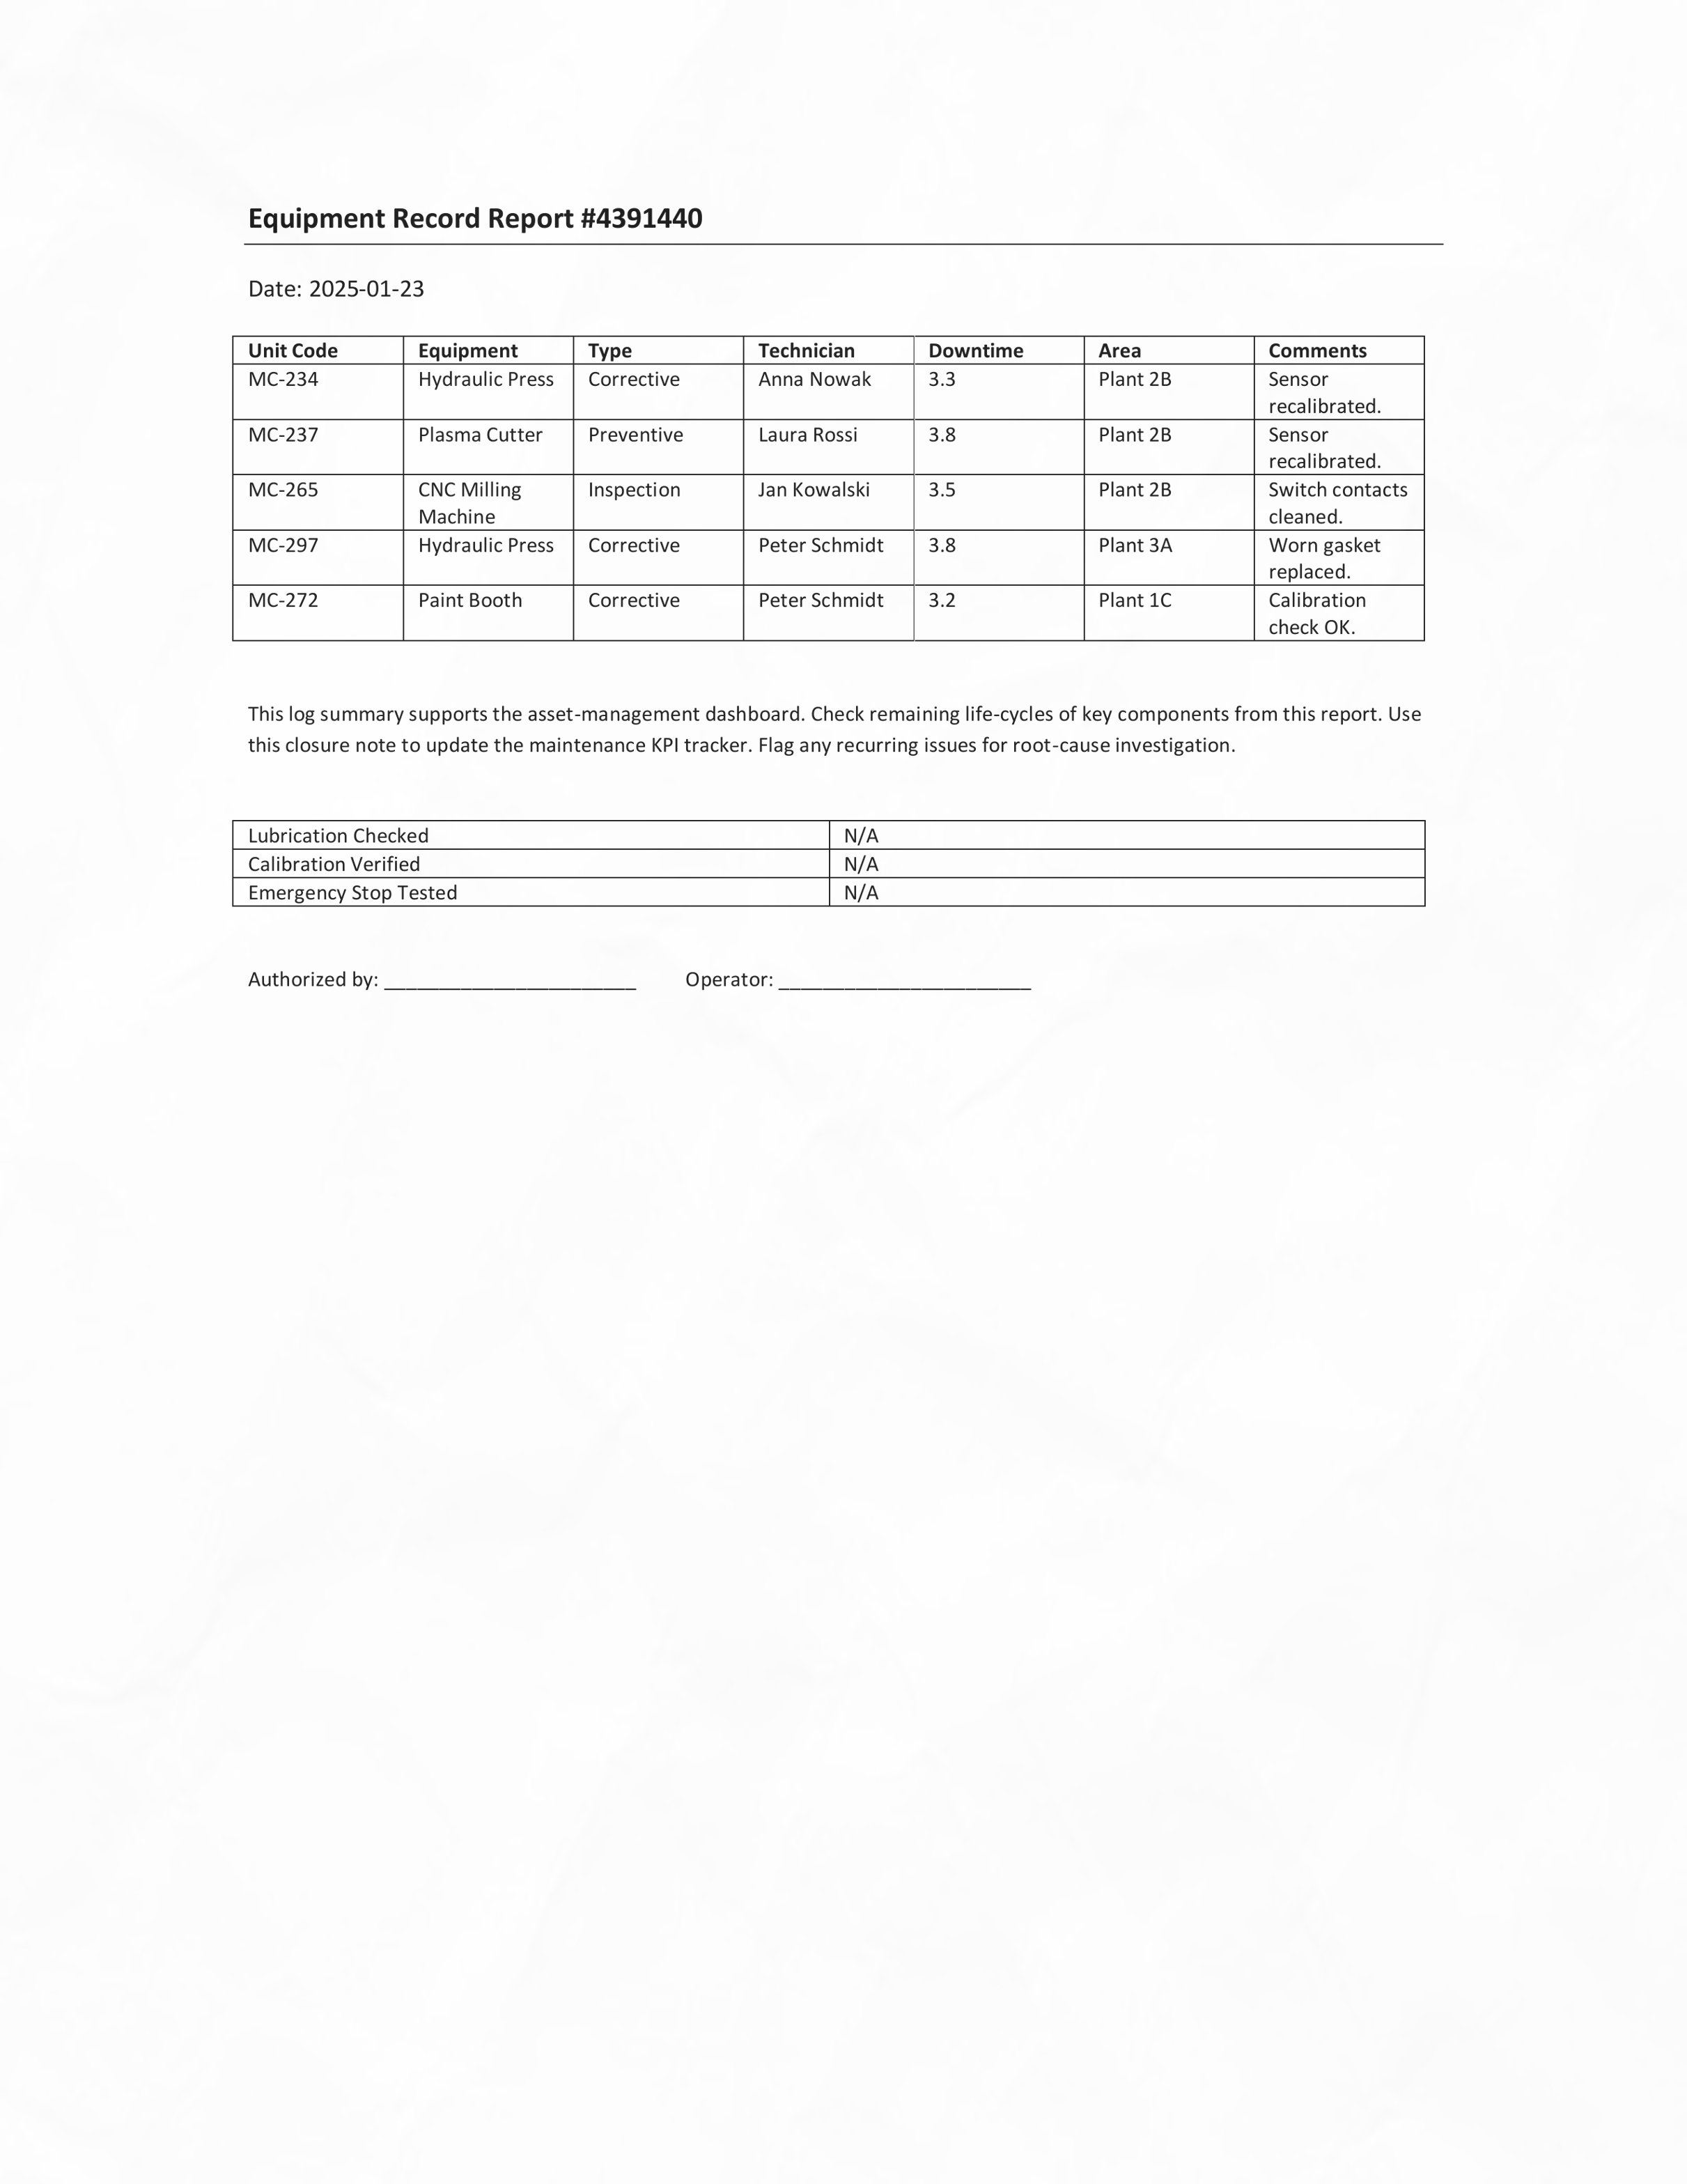 Equipment Record Report #4391440
Date: 2025-01-23
Unit Code Equipment Type Technician Downtime Area Comments
MC-234 Hydraulic Press Corrective Anna Nowak 3.3 Plant 2B Sensor
recalibrated.
MC-237 Plasma Cutter Preventive Laura Rossi 3.8 Plant 2B Sensor
recalibrated.
MC-265 CNC Milling Inspection Jan Kowalski 3.5 Plant 2B Switch contacts
Machine cleaned.
MC-297 Hydraulic Press Corrective Peter Schmidt 3.8 Plant 3A Worn gasket
replaced.
MC-272 Paint Booth Corrective Peter Schmidt 3.2 Plant 1C Calibration
check OK.
This log summary supports the asset-management dashboard. Check remaining life-cycles of key components from this report. Use
this closure note to update the maintenance KPI tracker. Flag any recurring issues for root-cause investigation.
Lubrication Checked N/A
Calibration Verified N/A
Emergency Stop Tested N/A
Authorized by: _______________________ Operator: _______________________